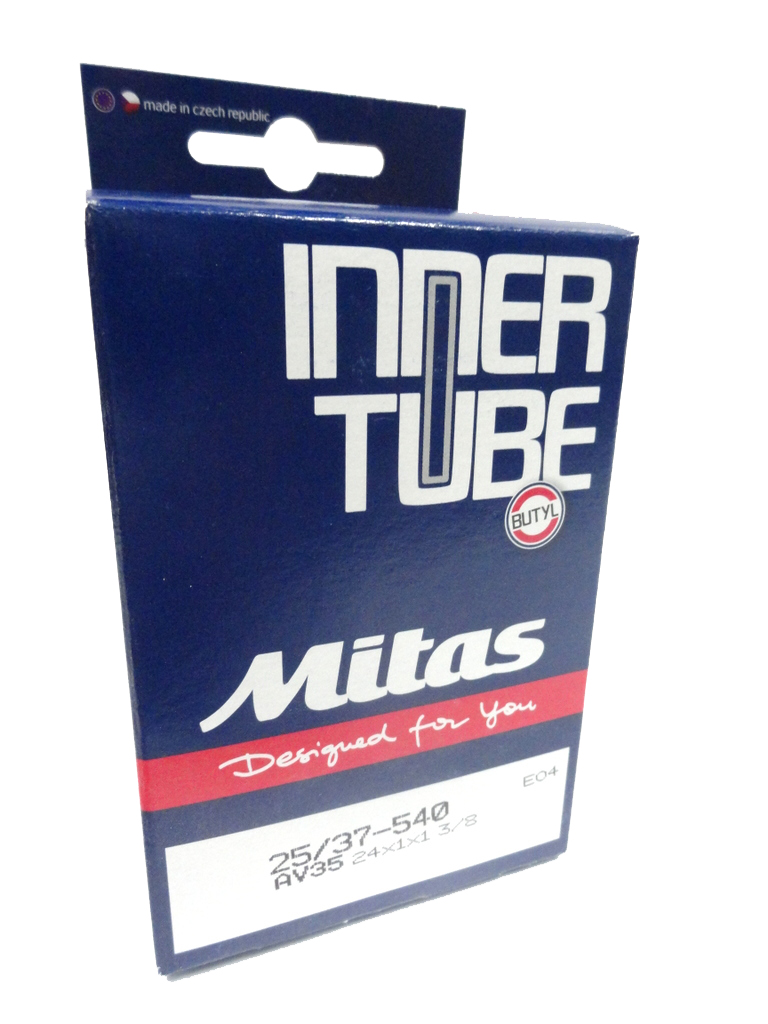 made in czech republic
INNER
TUBE
BUTYL
Mitas
Designed for You
E04
25/37-540
AV35 24x1x1 3/8